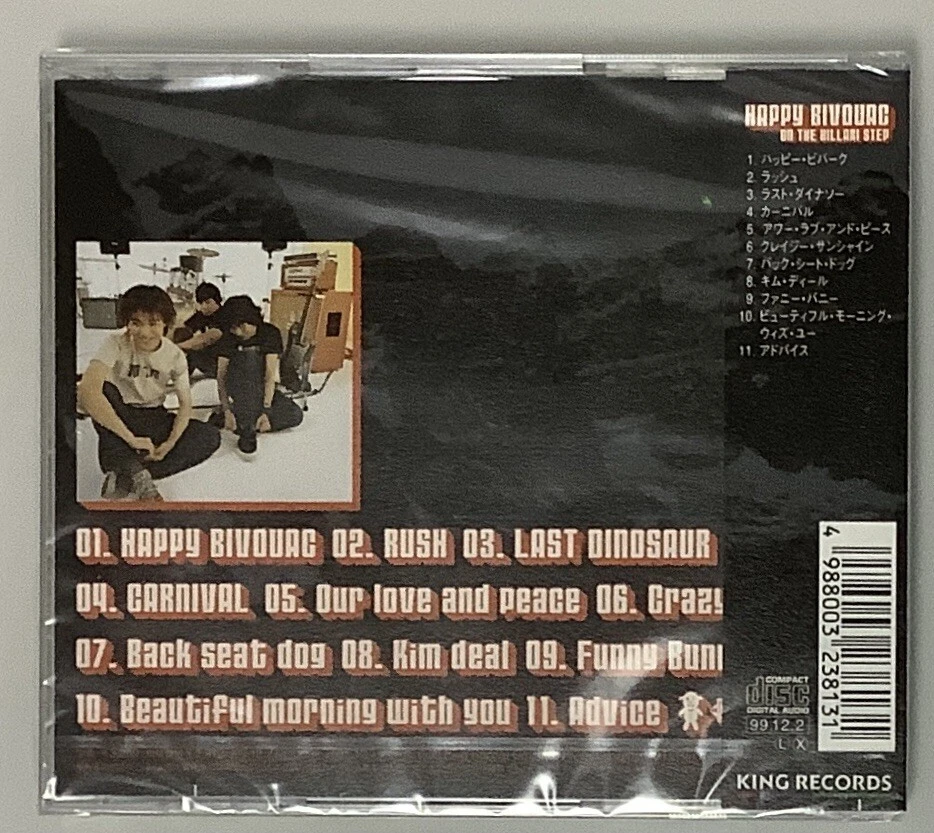 HAPPY BIVOUAC
ON THE HILLARI STEP
1. ハッピー・ビバーク
2. ラッシュ
3. ラスト・ダイナソー
4. カーニバル
5. アワー・ラブ・アンド・ピース
6. クレイジー・サンシャイン
7. バック・シート・ドッグ
8. キム・ディール
9. ファニー・バニー
10. ビューティフル・モーニング・
ウィズ・ユー
11. アドバイス
01. HAPPY BIVOUAC 02. RUSH 03. LAST DINOSAUR
04. CARNIVAL 05. Our love and peace 06. Crazy
07. Back seat dog 08. Kim deal 09. Funny Bun
10. Beautiful morning with you 11. Advice
4 988003 238131
COMPACT
disc
DIGITAL AUDIO
99.12.2
L X
KING RECORDS